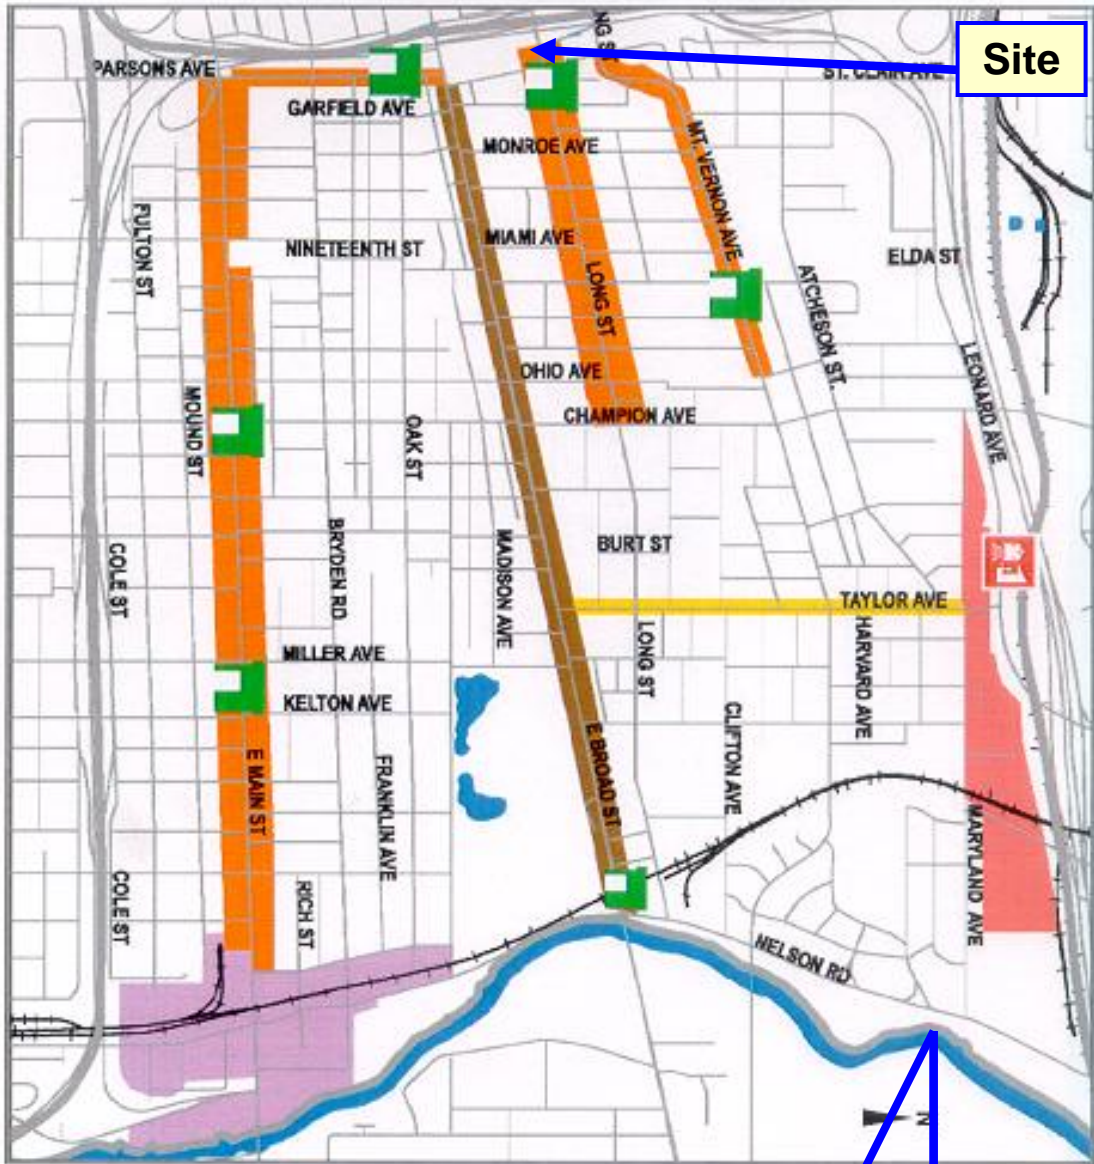 Site
NG ST
PARSONS AVE
ST. CLAIR AVE
GARFIELD AVE
MONROE AVE
MT. VERNON AVE
FULTON ST
NINETEENTH ST
MIAMI AVE
LONG ST
ELDA ST
ATCHESON ST.
LEONARD AVE
OHIO AVE
CHAMPION AVE
MOUND ST
OAK ST
BRYDEN RD
MADISON AVE
BURT ST
COLE ST
TAYLOR AVE
HARVARD AVE
LONG ST
MILLER AVE
KELTON AVE
CLIFTON AVE
E MAIN ST
FRANKLIN AVE
E BROAD ST
MARYLAND AVE
COLE ST
RICH ST
NELSON RD
N